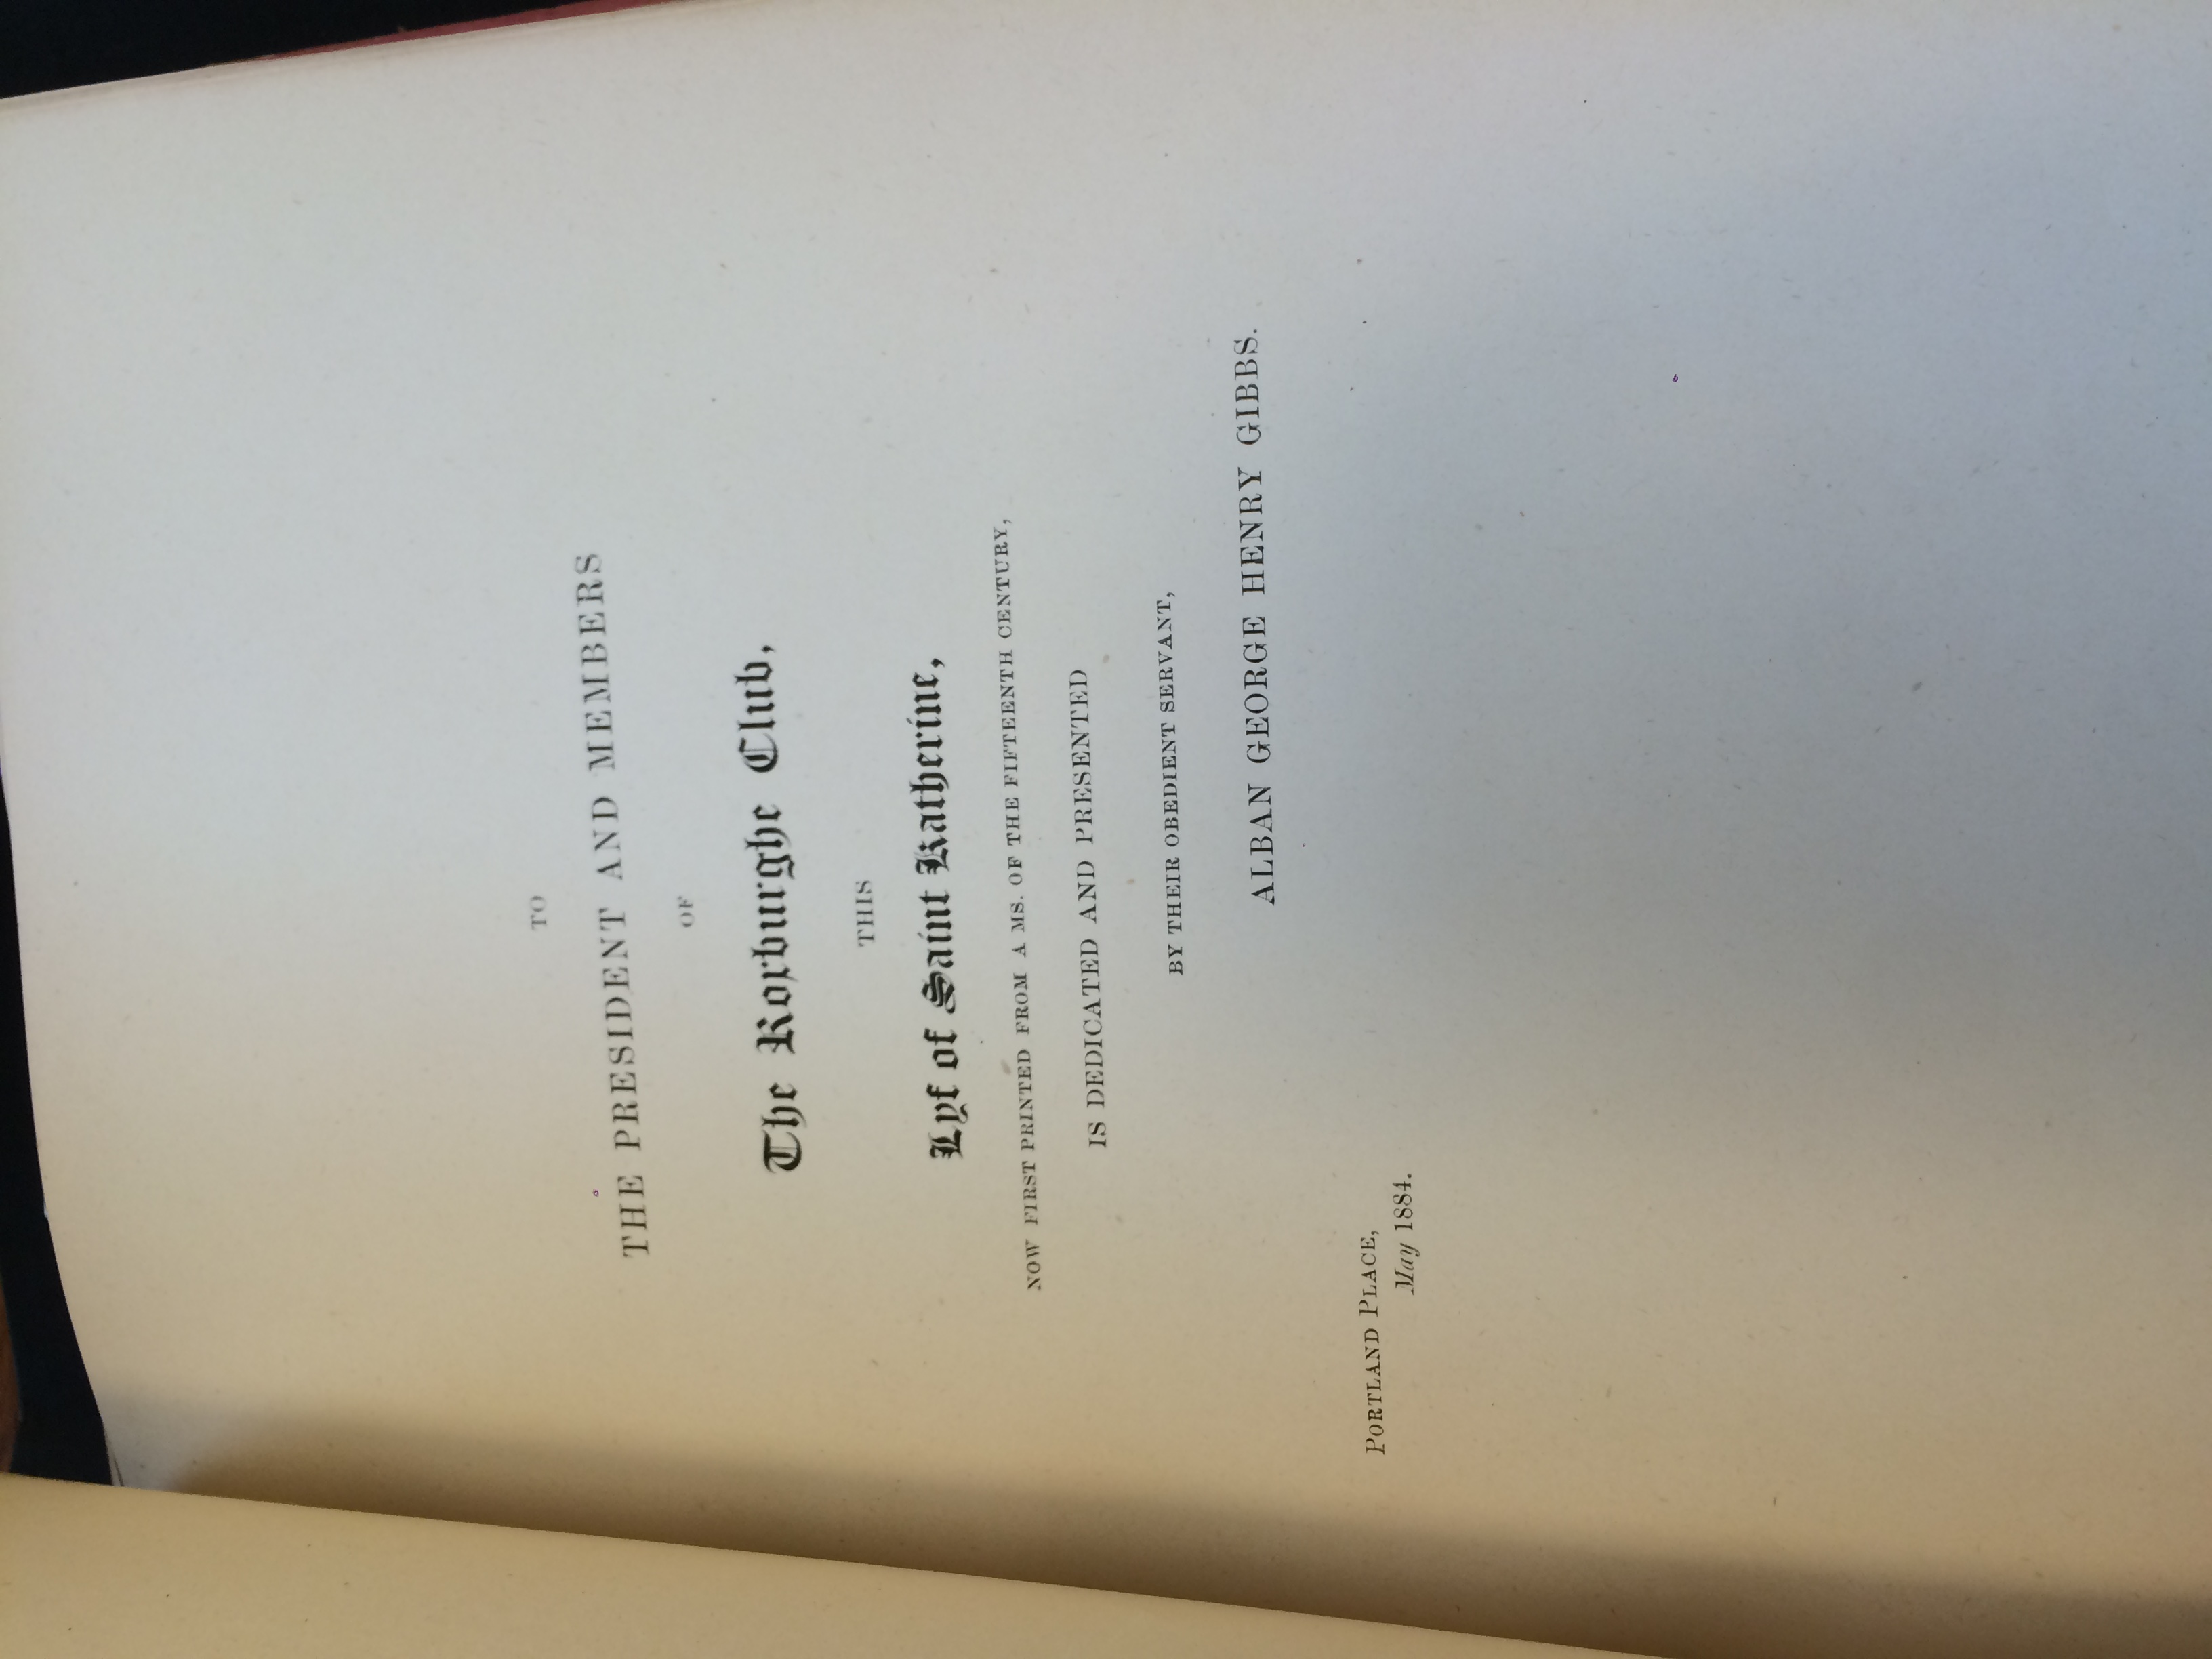 TO
THE PRESIDENT AND MEMBERS
OF
The Roxburghe Club,
THIS
Lyf of Saint Katherine,
NOW FIRST PRINTED FROM A MS. OF THE FIFTEENTH CENTURY,
IS DEDICATED AND PRESENTED
BY THEIR OBEDIENT SERVANT,
ALBAN GEORGE HENRY GIBBS.
PORTLAND PLACE,
May 1884.